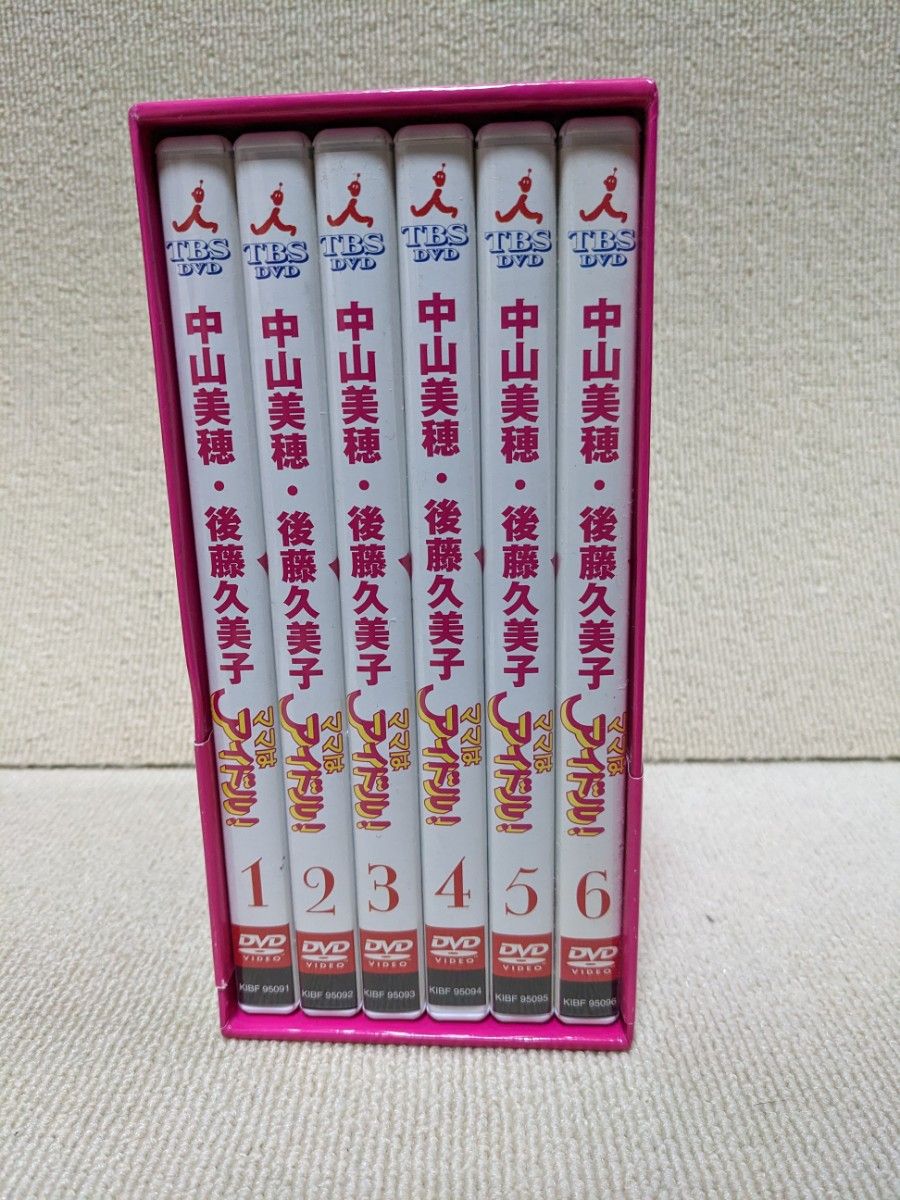 TBS
DVD
中山美穂・後藤久美子
ママは
アイドル!
1
DVD
VIDEO
KIBF 95091
TBS
DVD
中山美穂・後藤久美子
ママは
アイドル!
2
DVD
VIDEO
KIBF 95092
TBS
DVD
中山美穂・後藤久美子
ママは
アイドル!
3
DVD
VIDEO
KIBF 95093
TBS
DVD
中山美穂・後藤久美子
ママは
アイドル!
4
DVD
VIDEO
KIBF 95094
TBS
DVD
中山美穂・後藤久美子
ママは
アイドル!
5
DVD
VIDEO
KIBF 95095
TBS
DVD
中山美穂・後藤久美子
ママは
アイドル!
6
DVD
VIDEO
KIBF 95096